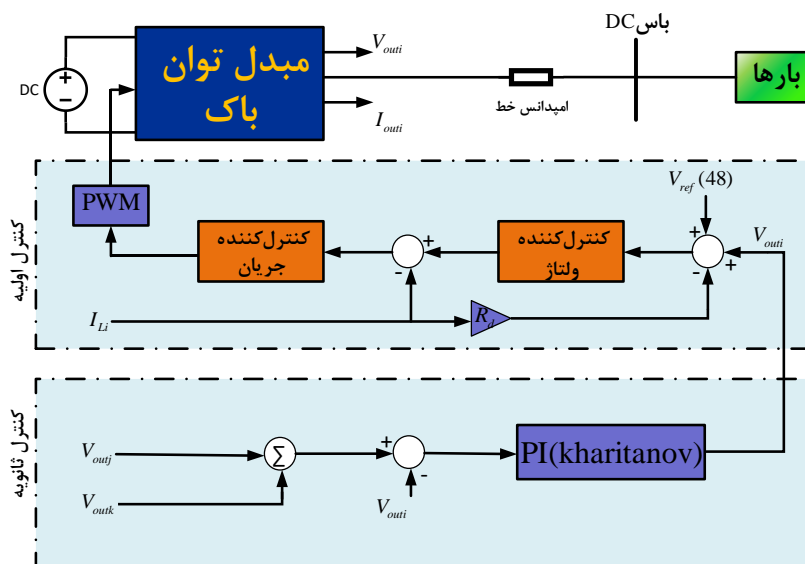 باس DC
DC
مبدل توان
باک
V_outi
I_outi
امپدانس خط
بارها
کنترل اولیه
PWM
کنترل‌کننده
جریان
+
-
کنترل‌کننده
ولتاژ
V_ref (48)
+
-
+
V_outi
I_Li
R_d
کنترل ثانویه
V_outj
V_outk
Σ
+
-
V_outi
PI(kharitanov)